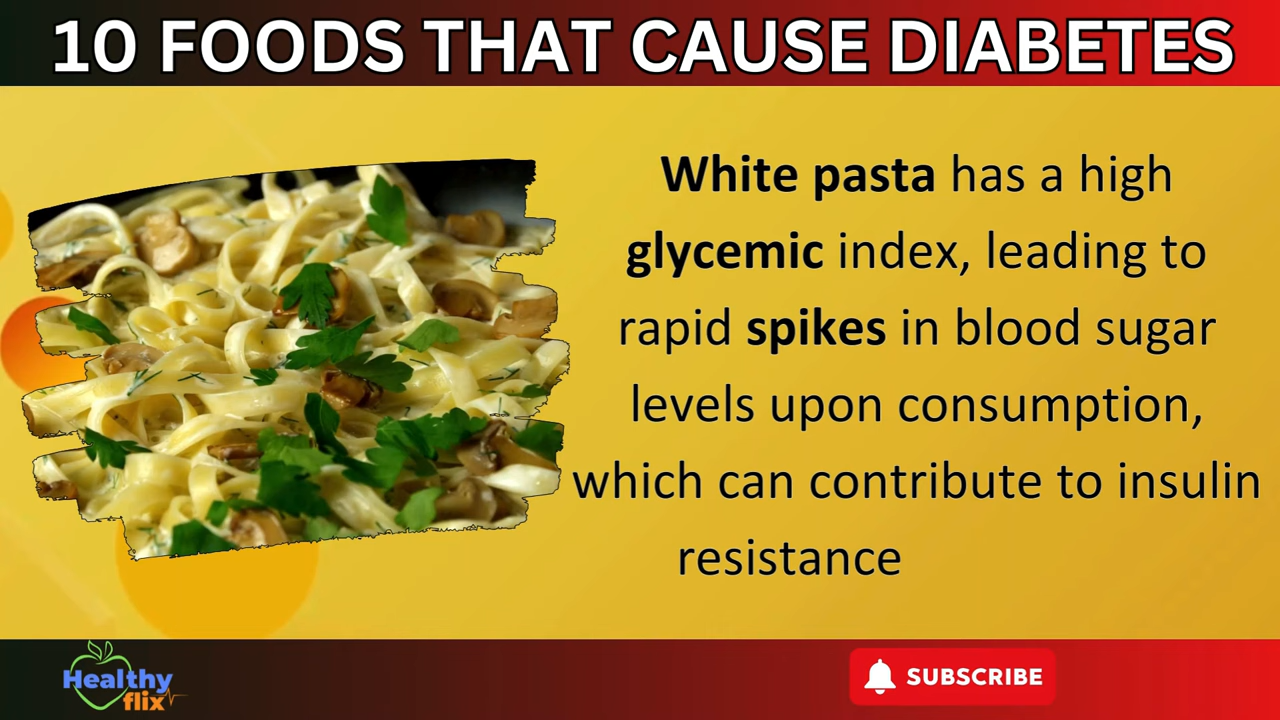 10 FOODS THAT CAUSE DIABETES
White pasta has a high
glycemic index, leading to
rapid spikes in blood sugar
levels upon consumption,
which can contribute to insulin
resistance
Healthy
flix
SUBSCRIBE